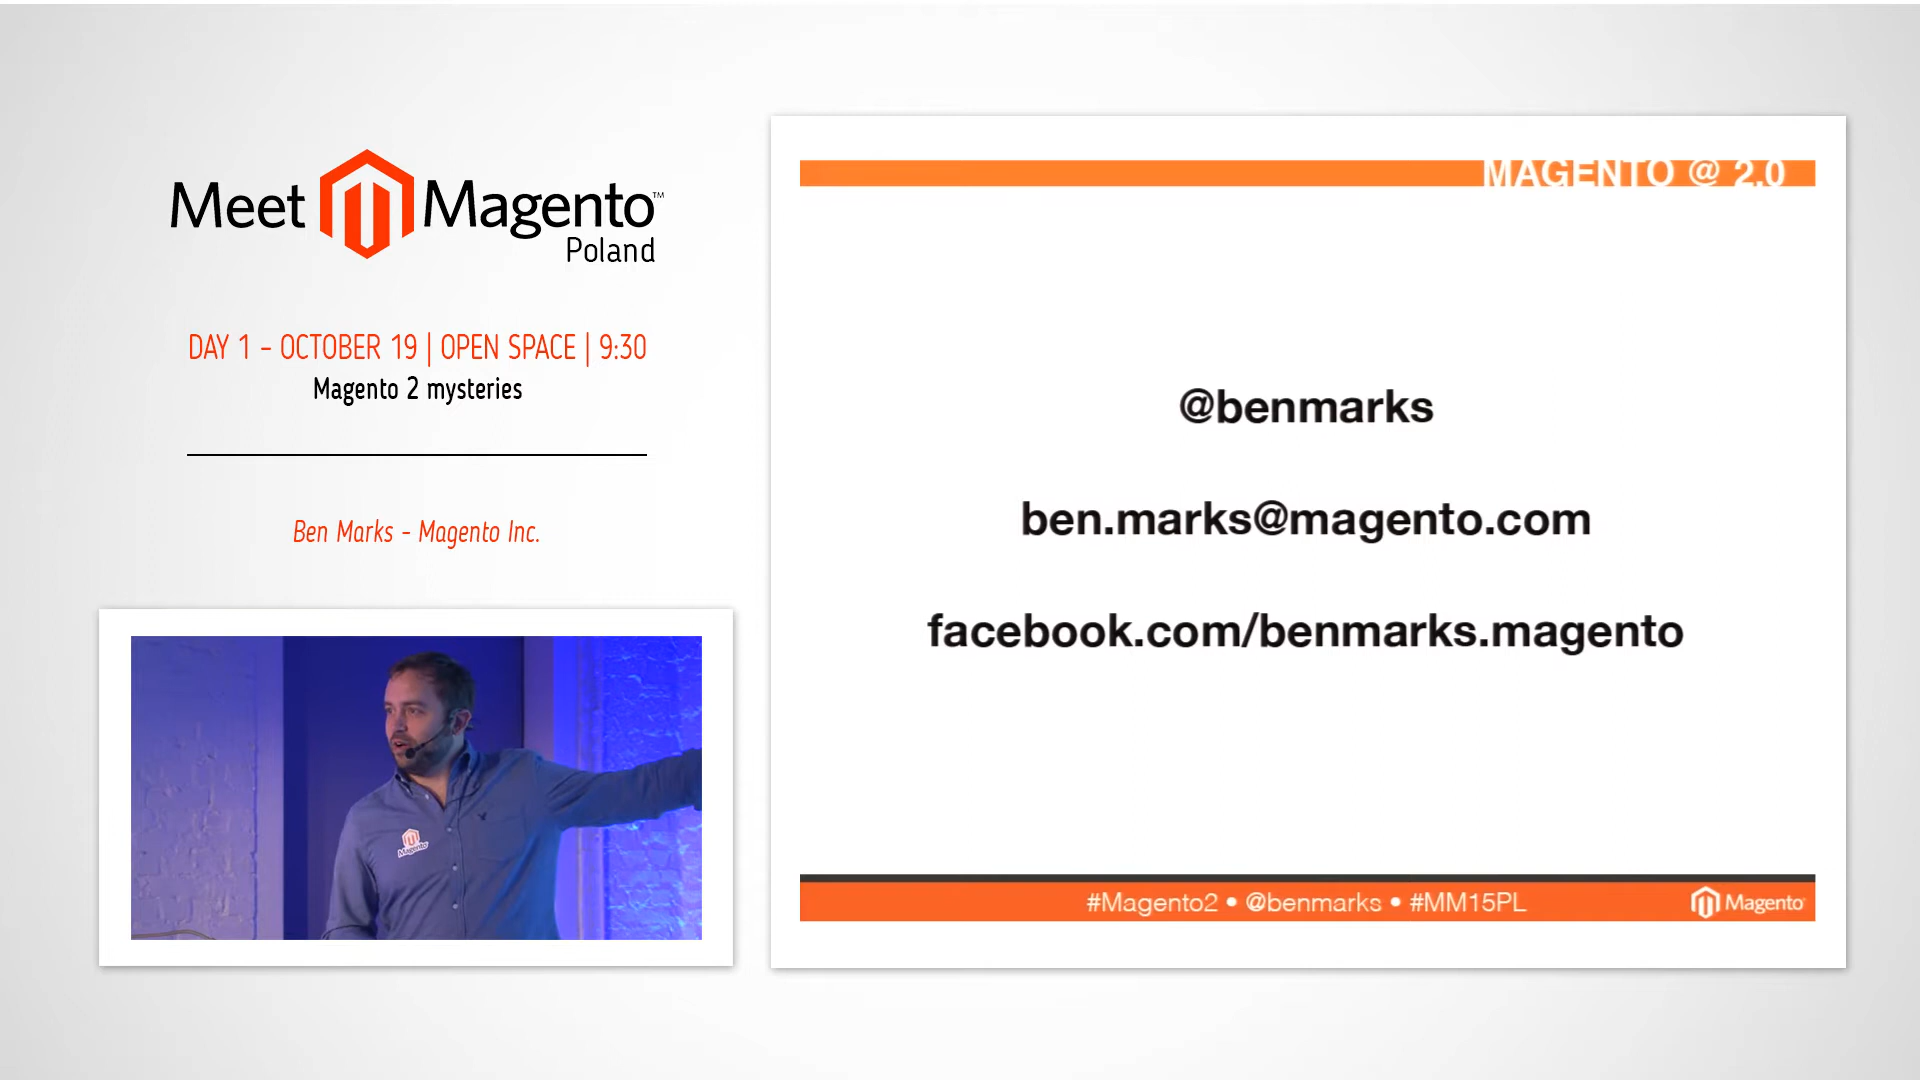 Meet Magento™
Poland
DAY 1 - OCTOBER 19 | OPEN SPACE | 9:30
Magento 2 mysteries
Ben Marks - Magento Inc.
Magento
MAGENTO @ 2.0
@benmarks
ben.marks@magento.com
facebook.com/benmarks.magento
#Magento2 • @benmarks • #MM15PL
Magento